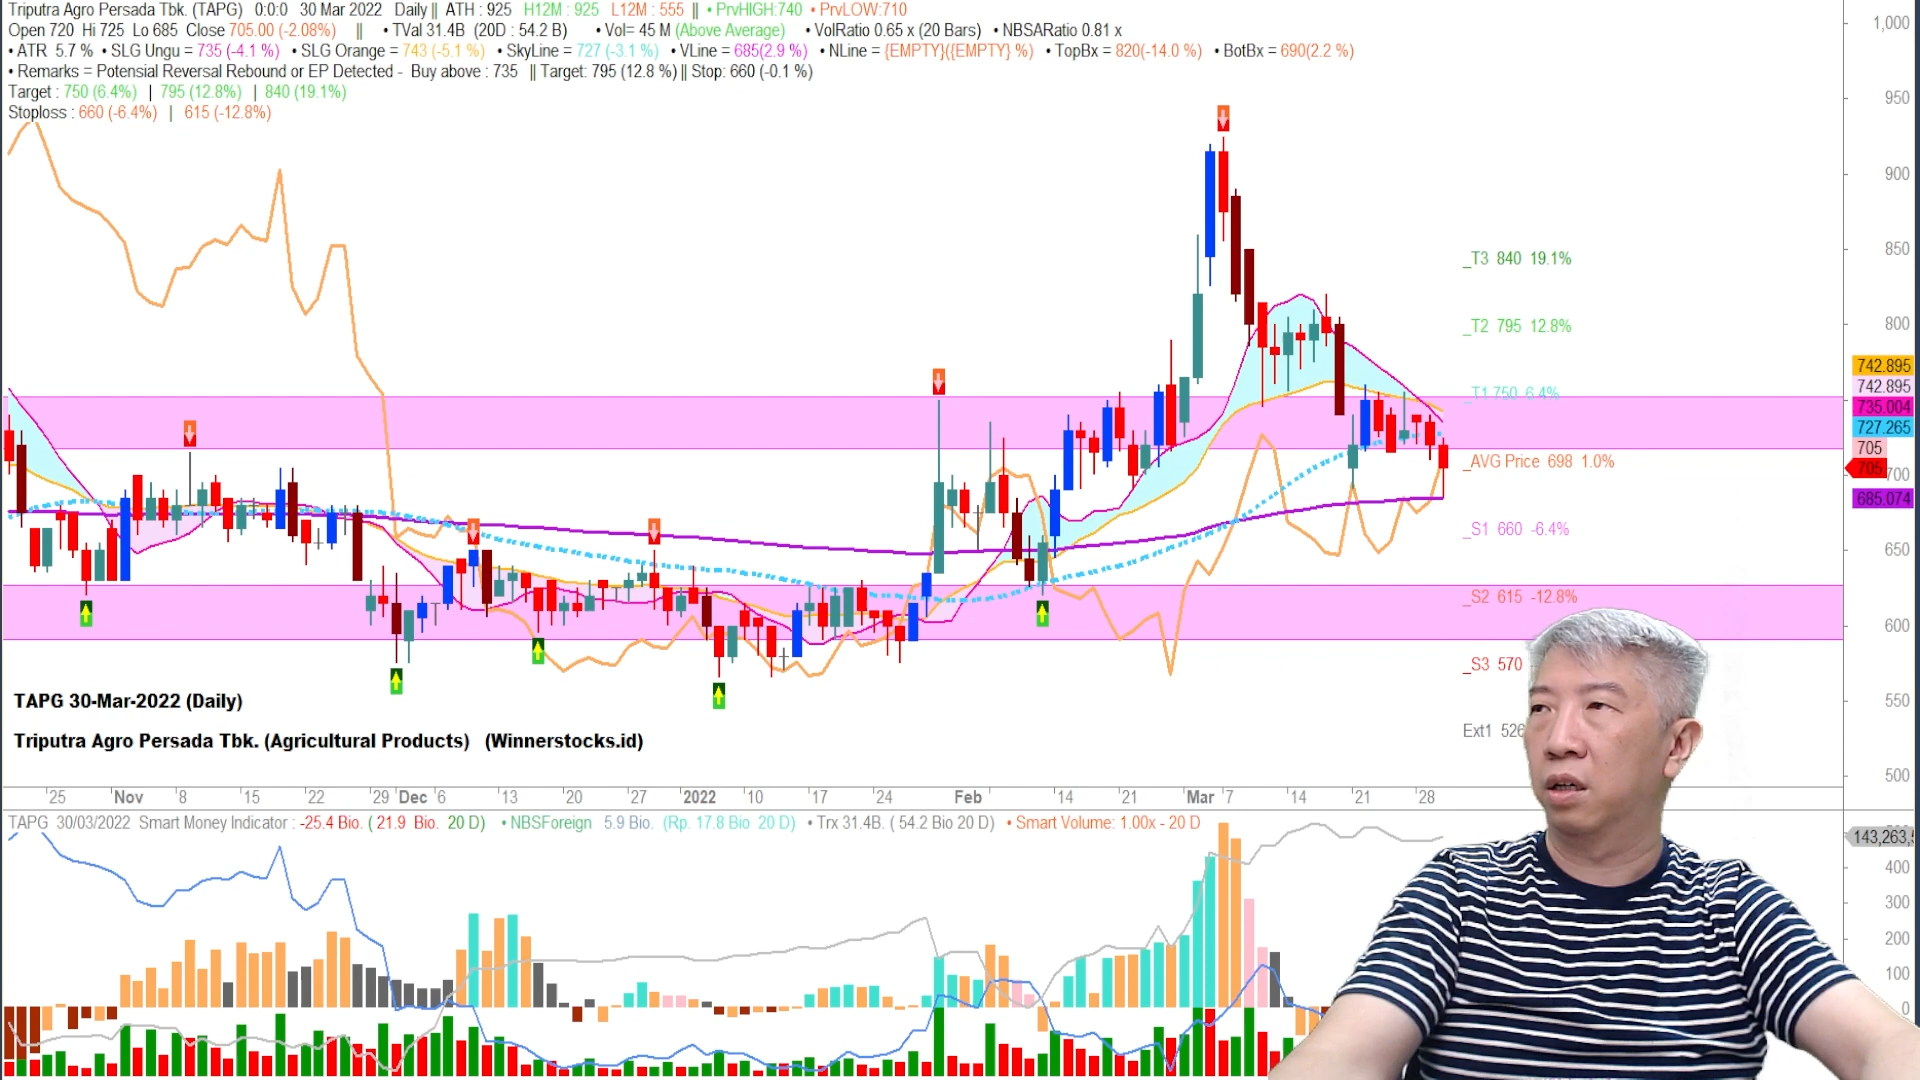 Triputra Agro Persada Tbk. (TAPG) 0:0:0 30 Mar 2022 Daily || ATH : 925 H12M : 925 L12M : 555 || • PrvHIGH:740 • PrvLOW:710
Open 720 Hi 725 Lo 685 Close 705.00 (-2.08%) || • TVal 31.4B (20D : 54.2 B) • Vol= 45 M (Above Average) • VolRatio 0.65 x (20 Bars) • NBSARatio 0.81 x
• ATR 5.7 % • SLG Ungu = 735 (-4.1 %) • SLG Orange = 743 (-5.1 %) • SkyLine = 727 (-3.1 %) • VLine = 685(2.9 %) • NLine = {EMPTY}({EMPTY} %) • TopBx = 820(-14.0 %) • BotBx = 690(2.2 %)
• Remarks = Potensial Reversal Rebound or EP Detected - Buy above : 735 || Target: 795 (12.8 %) || Stop: 660 (-0.1 %)
Target : 750 (6.4%) | 795 (12.8%) | 840 (19.1%)
Stoploss : 660 (-6.4%) | 615 (-12.8%)
1,000
950
900
850
800
742.895
742.895
735.004
727.265
705
705
700
685.074
650
600
550
500
_T3 840 19.1%
_T2 795 12.8%
_T1 750 6.4%
_AVG Price 698 1.0%
_S1 660 -6.4%
_S2 615 -12.8%
_S3 570
Ext1 526
TAPG 30-Mar-2022 (Daily)
Triputra Agro Persada Tbk. (Agricultural Products) (Winnerstocks.id)
25 Nov 8 15 22 29 Dec 6 13 20 27 2022 10 17 24 Feb 14 21 Mar 7 14 21 28
TAPG 30/03/2022 Smart Money Indicator : -25.4 Bio. ( 21.9 Bio. 20 D) • NBSForeign 5.9 Bio. (Rp. 17.8 Bio 20 D) • Trx 31.4B. ( 54.2 Bio 20 D) • Smart Volume: 1.00x - 20 D
143,263,
400
300
200
100
0